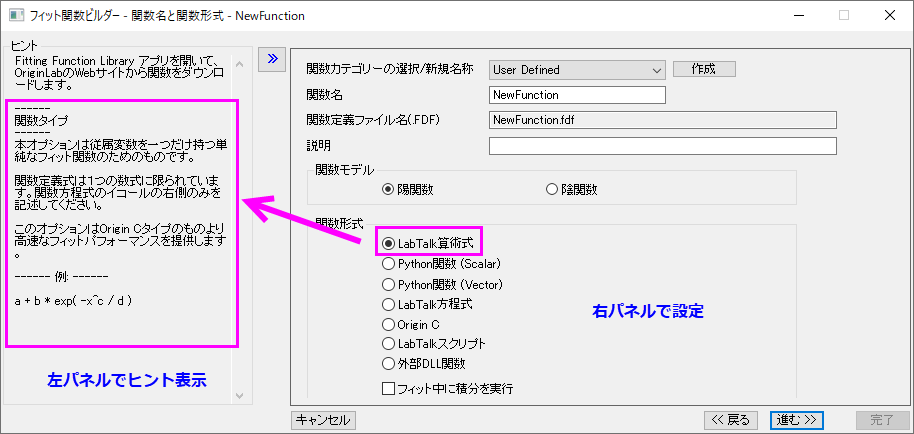 フィット関数ビルダー - 関数名と関数形式 - NewFunction
ヒント
Fitting Function Library アプリを開いて、
OriginLabのWebサイトから関数をダウンロ
ードします。
------
関数タイプ
------
本オプションは従属変数を一つだけ持つ単
純なフィット関数のためのものです。
関数定義式は1つの数式に限られていま
す。関数方程式のイコールの右側のみを
記述してください。
このオプションはOrigin Cタイプのものより
高速なフィットパフォーマンスを提供します
。
------ 例: ------
a + b * exp( -x^c / d )
左パネルでヒント表示
»
関数カテゴリーの選択/新規名称 User Defined 作成
関数名 NewFunction
関数定義ファイル名(.FDF) NewFunction.fdf
説明
関数モデル
陽関数 陰関数
関数形式
LabTalk算術式
Python関数 (Scalar)
Python関数 (Vector)
LabTalk方程式
Origin C
LabTalkスクリプト
外部DLL関数
フィット中に積分を実行
右パネルで設定
キャンセル << 戻る 進む >> 完了